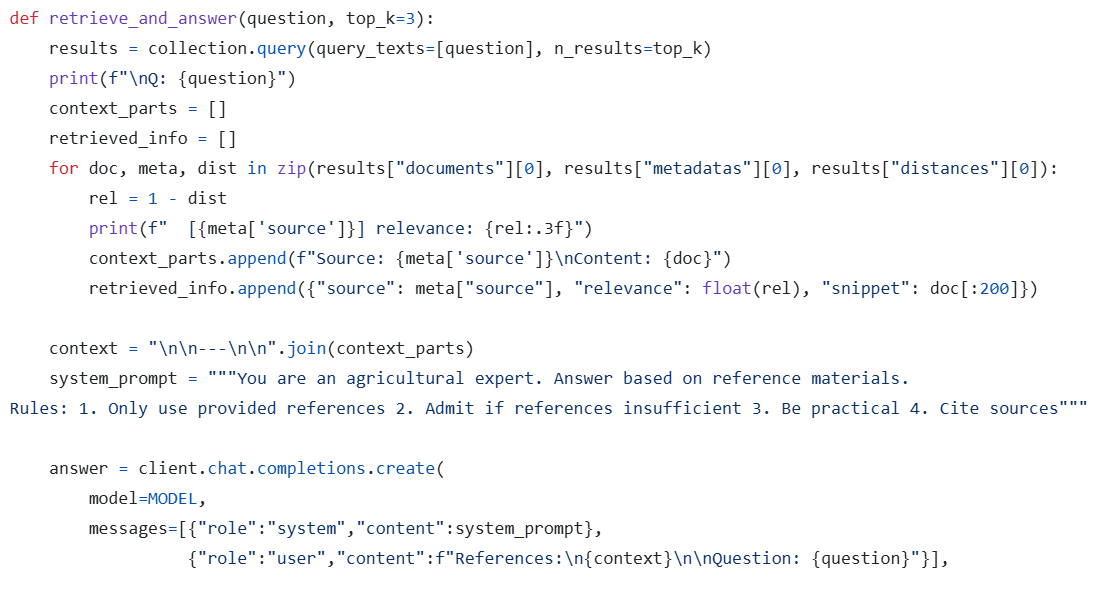 def retrieve_and_answer(question, top_k=3):
    results = collection.query(query_texts=[question], n_results=top_k)
    print(f"\nQ: {question}")
    context_parts = []
    retrieved_info = []
    for doc, meta, dist in zip(results["documents"][0], results["metadatas"][0], results["distances"][0]):
        rel = 1 - dist
        print(f"  [{meta['source']}] relevance: {rel:.3f}")
        context_parts.append(f"Source: {meta['source']}\nContent: {doc}")
        retrieved_info.append({"source": meta["source"], "relevance": float(rel), "snippet": doc[:200]})
    context = "\n\n---\n\n".join(context_parts)
    system_prompt = """You are an agricultural expert. Answer based on reference materials.
Rules: 1. Only use provided references 2. Admit if references insufficient 3. Be practical 4. Cite sources"""
    answer = client.chat.completions.create(
        model=MODEL,
        messages=[{"role":"system","content":system_prompt},
                  {"role":"user","content":f"References:\n{context}\n\nQuestion: {question}"}],